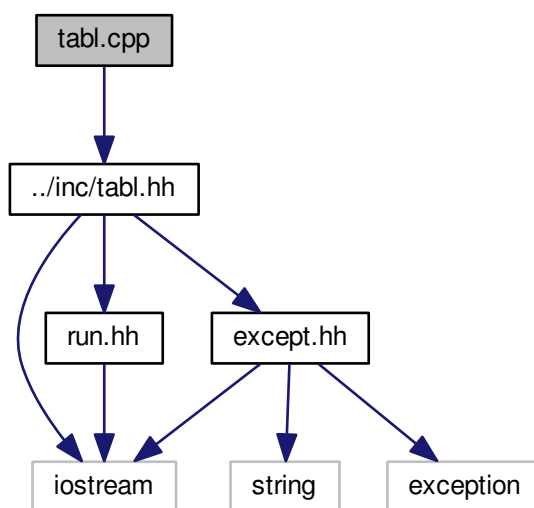 tabl.cpp
../inc/tabl.hh
run.hh
except.hh
iostream
string
exception